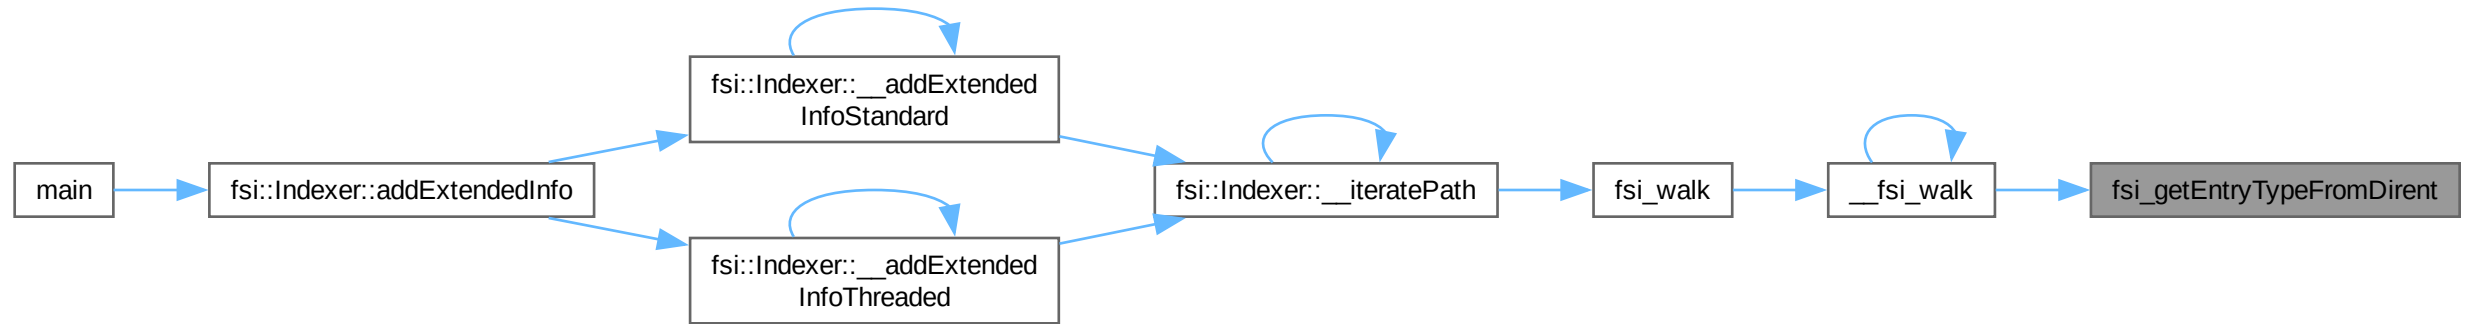 main
fsi::Indexer::addExtendedInfo
fsi::Indexer::__addExtended
InfoStandard
fsi::Indexer::__addExtended
InfoThreaded
fsi::Indexer::__iteratePath
fsi_walk
__fsi_walk
fsi_getEntryTypeFromDirent